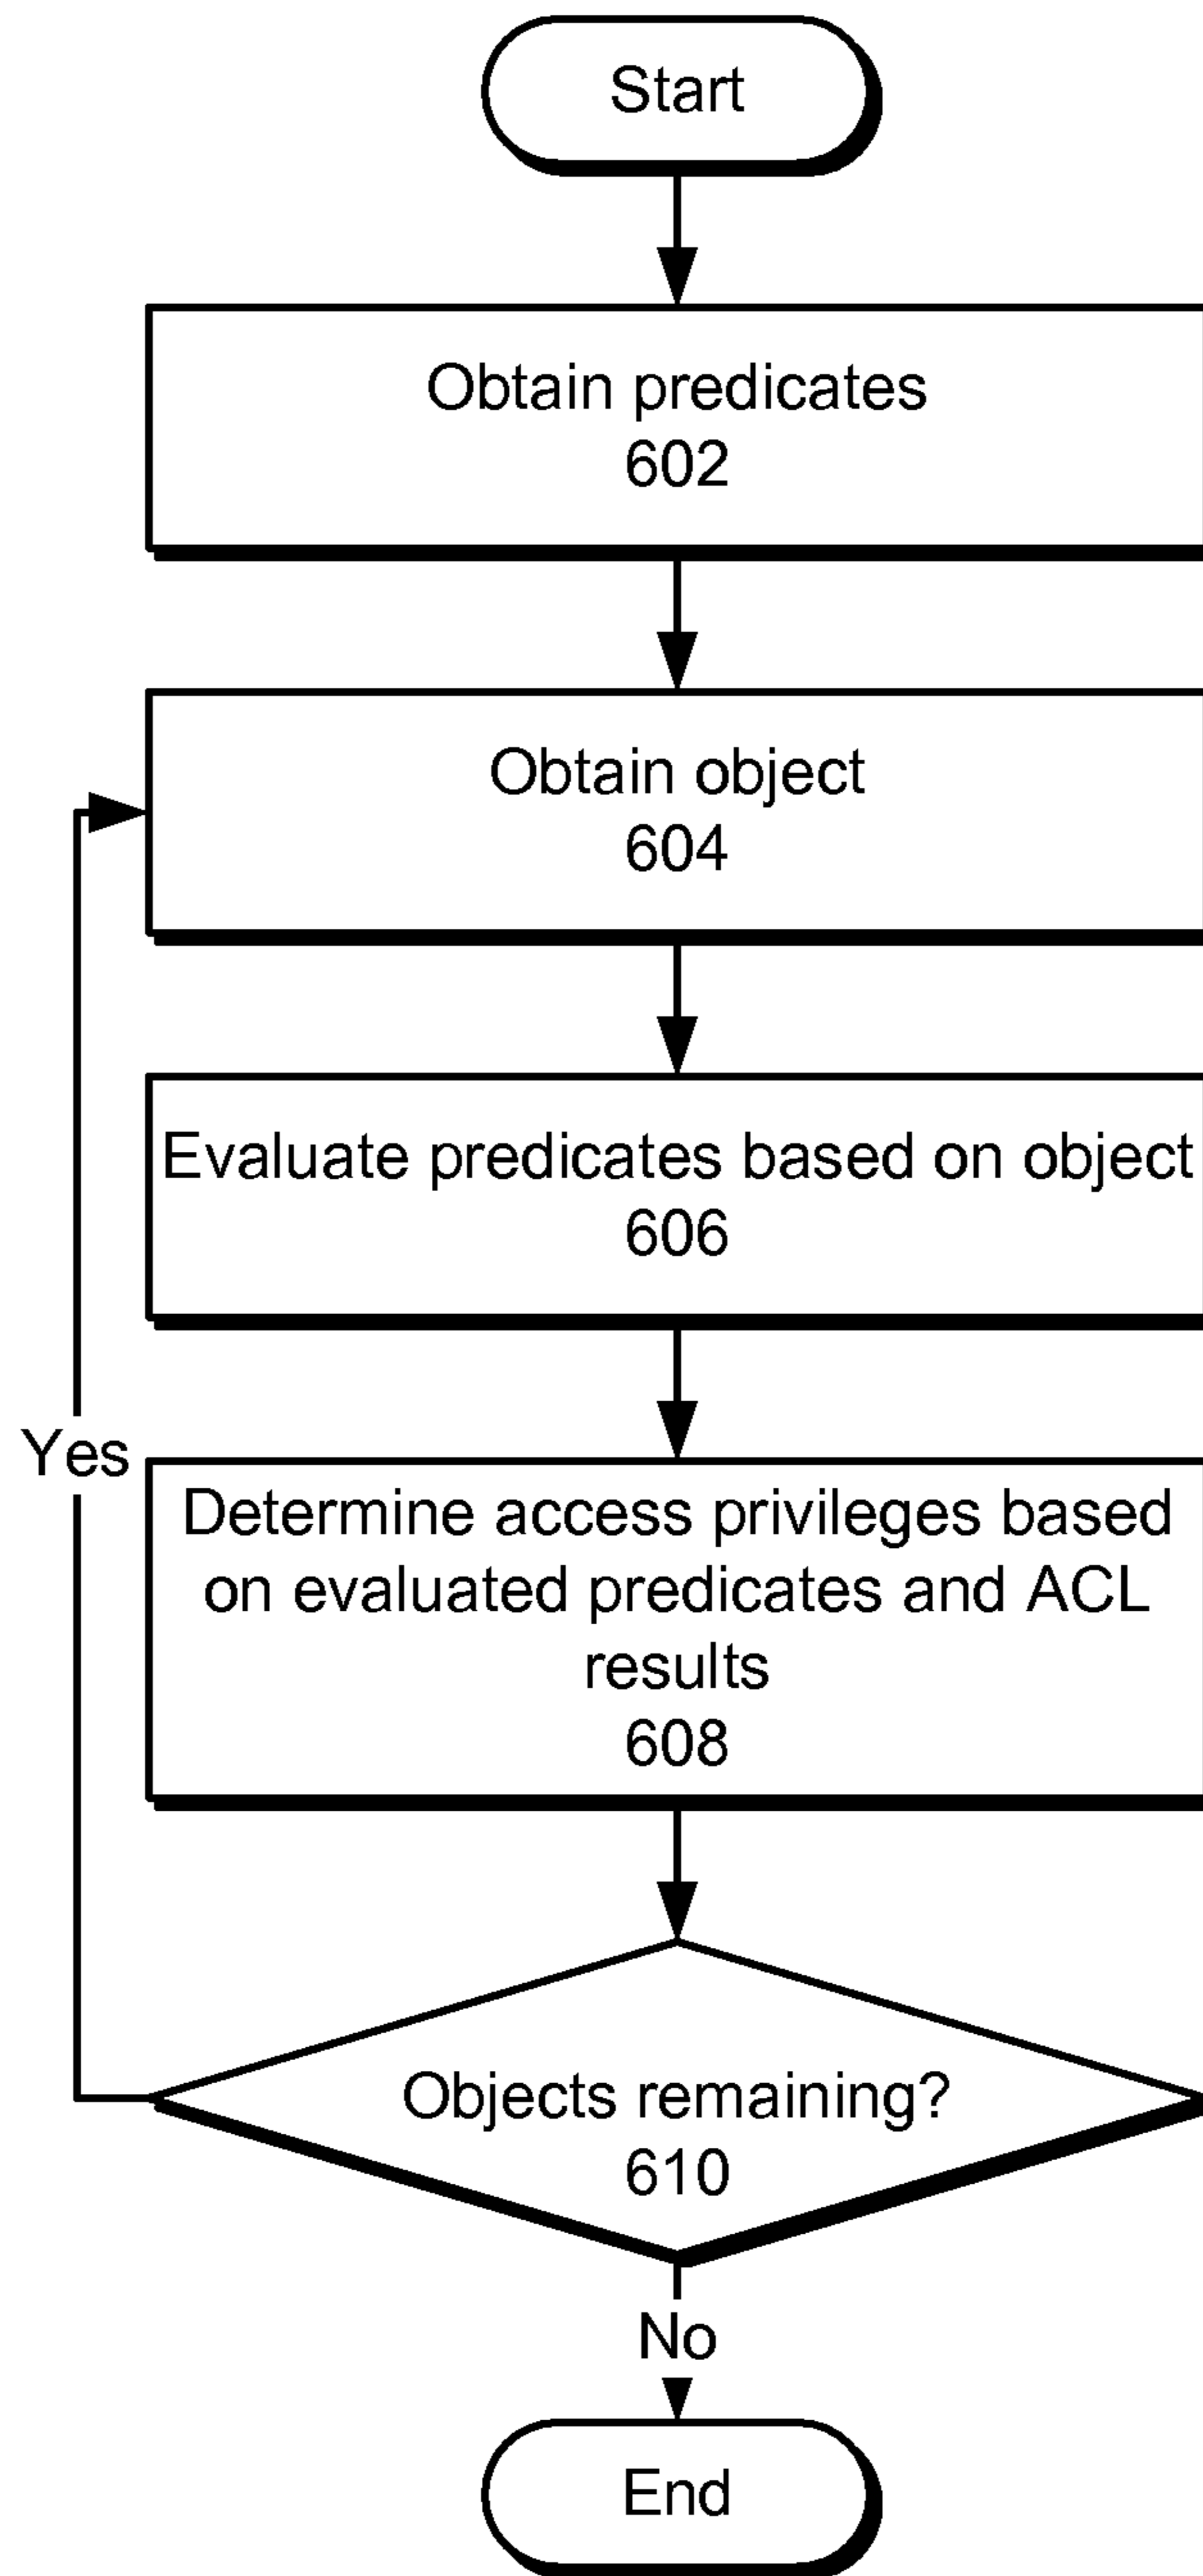 Start
Obtain predicates
602
Obtain object
604
Evaluate predicates based on object
606
Yes
Determine access privileges based
on evaluated predicates and ACL
results
608
Objects remaining?
610
No
End